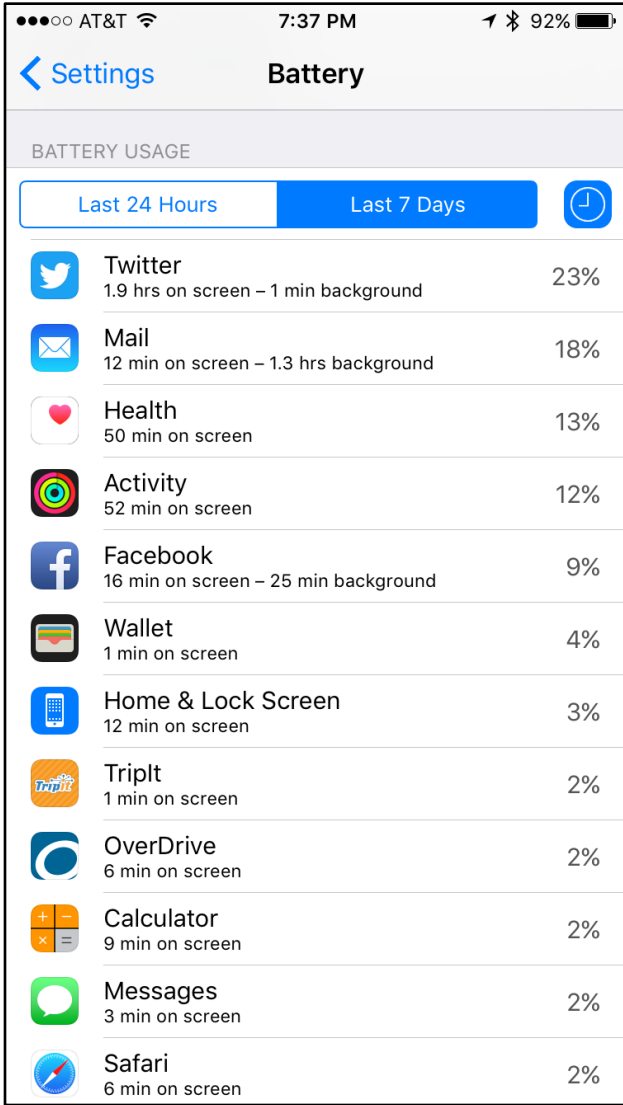 AT&T 7:37 PM 92%
Settings Battery
BATTERY USAGE
Last 24 Hours Last 7 Days
Twitter 23%
1.9 hrs on screen – 1 min background
Mail 18%
12 min on screen – 1.3 hrs background
Health 13%
50 min on screen
Activity 12%
52 min on screen
Facebook 9%
16 min on screen – 25 min background
Wallet 4%
1 min on screen
Home & Lock Screen 3%
12 min on screen
TripIt
TripIt 2%
1 min on screen
OverDrive 2%
6 min on screen
Calculator 2%
9 min on screen
Messages 2%
3 min on screen
Safari 2%
6 min on screen